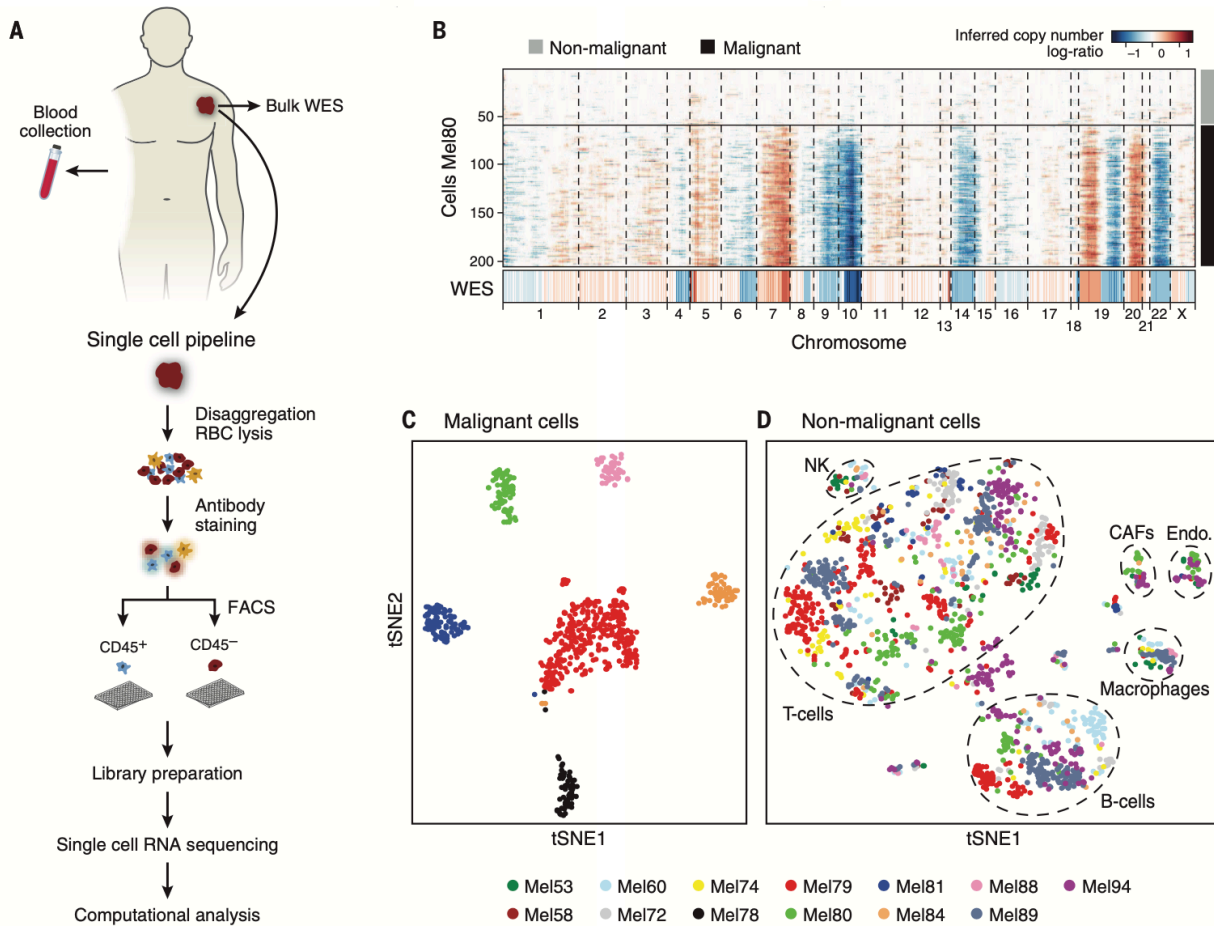 A
Blood
collection
Bulk WES
Single cell pipeline
Disaggregation
RBC lysis
Antibody
staining
FACS
CD45+
CD45–
Library preparation
Single cell RNA sequencing
Computational analysis
B
Non-malignant
Malignant
Inferred copy number
log-ratio
−1 0 1
Cells Mel80
50
100
150
200
WES
1 2 3 4 5 6 7 8 9 10 11 12 13 14 15 16 17 18 19 20 21 22 X
Chromosome
C Malignant cells
tSNE2
tSNE1
D Non-malignant cells
NK
CAFs Endo.
Macrophages
T-cells
B-cells
tSNE1
Mel53 Mel60 Mel74 Mel79 Mel81 Mel88 Mel94
Mel58 Mel72 Mel78 Mel80 Mel84 Mel89